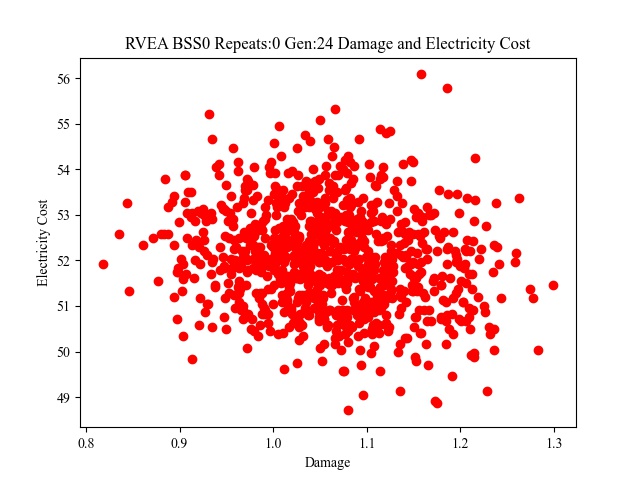 RVEA BSS0 Repeats:0 Gen:24 Damage and Electricity Cost
Electricity Cost
56
55
54
53
52
51
50
49
0.8 0.9 1.0 1.1 1.2 1.3
Damage